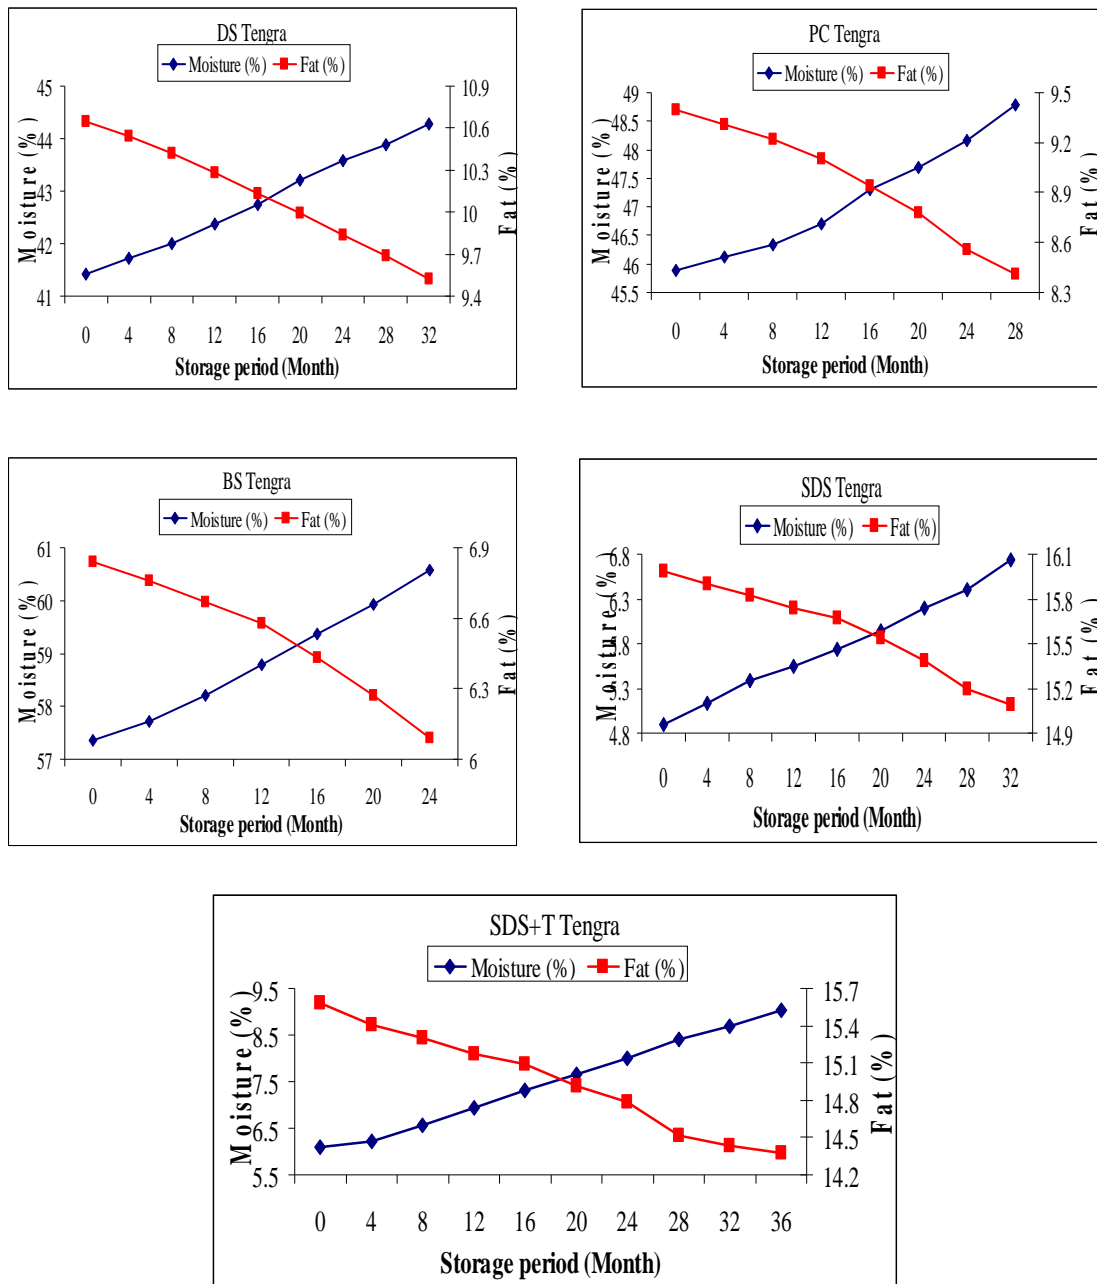 DS Tengra
Moisture (%) Fat (%)
Moisture (%)
45
44
43
42
41
10.9
10.6
10.3
10
9.7
9.4
Fat (%)
0 4 8 12 16 20 24 28 32
Storage period (Month)
PC Tengra
Moisture (%) Fat (%)
Moisture (%)
49
48.5
48
47.5
47
46.5
46
45.5
9.5
9.2
8.9
8.6
8.3
Fat (%)
0 4 8 12 16 20 24 28
Storage period (Month)
BS Tengra
Moisture (%) Fat (%)
Moisture (%)
61
60
59
58
57
6.9
6.6
6.3
6
Fat (%)
0 4 8 12 16 20 24
Storage period (Month)
SDS Tengra
Moisture (%) Fat (%)
Moisture (%)
6.8
6.3
5.8
5.3
4.8
16.1
15.8
15.5
15.2
14.9
Fat (%)
0 4 8 12 16 20 24 28 32
Storage period (Month)
SDS+T Tengra
Moisture (%) Fat (%)
Moisture (%)
9.5
8.5
7.5
6.5
5.5
15.7
15.4
15.1
14.8
14.5
14.2
Fat (%)
0 4 8 12 16 20 24 28 32 36
Storage period (Month)